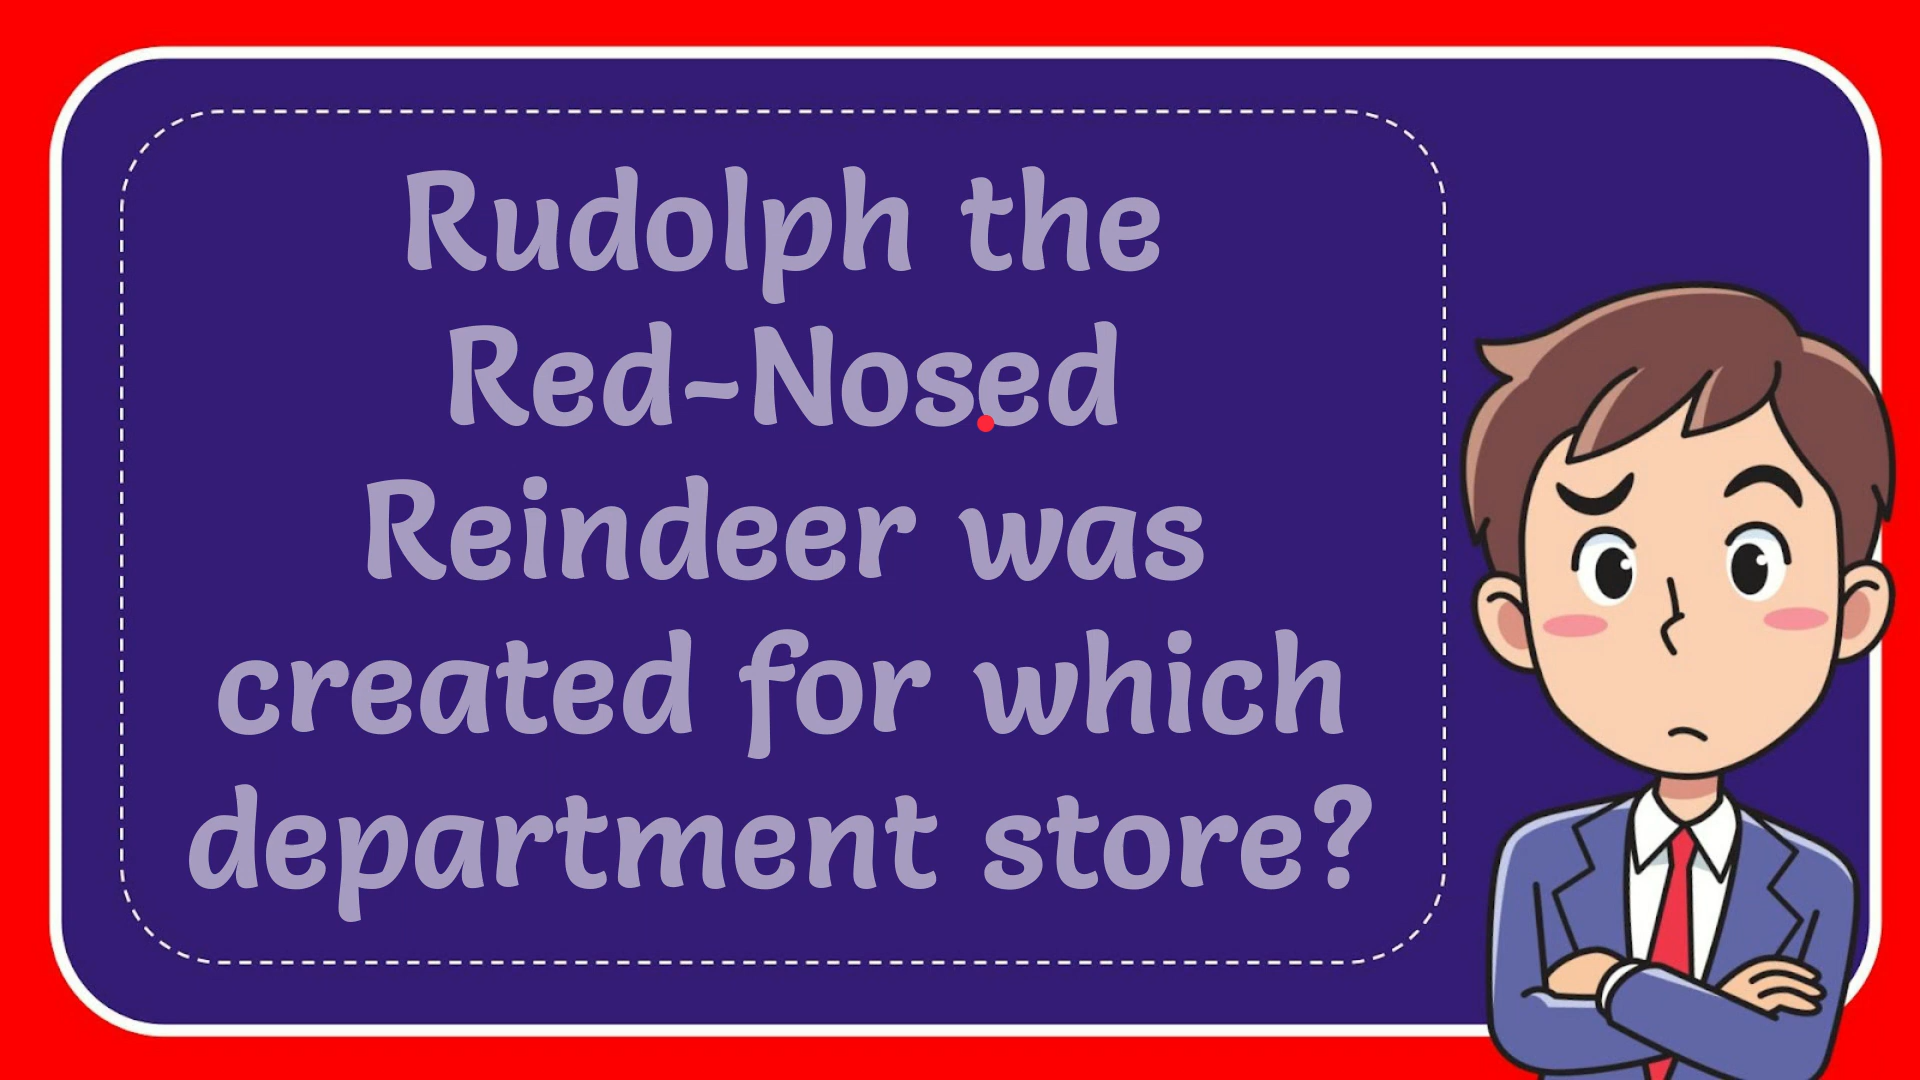 Rudolph the
Red-Nosed
Reindeer was
created for which
department store?